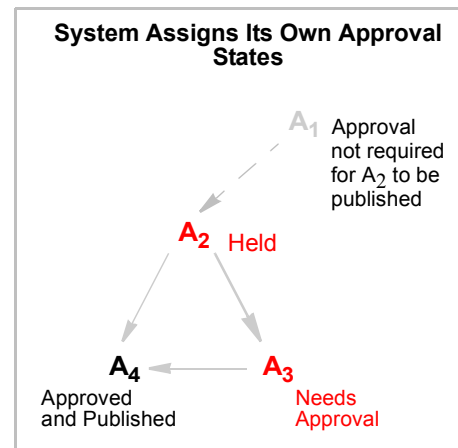 System Assigns Its Own Approval
States
A1 Approval
not required
for A2 to be
published
A2 Held
A4
Approved
and Published
A3
Needs
Approval